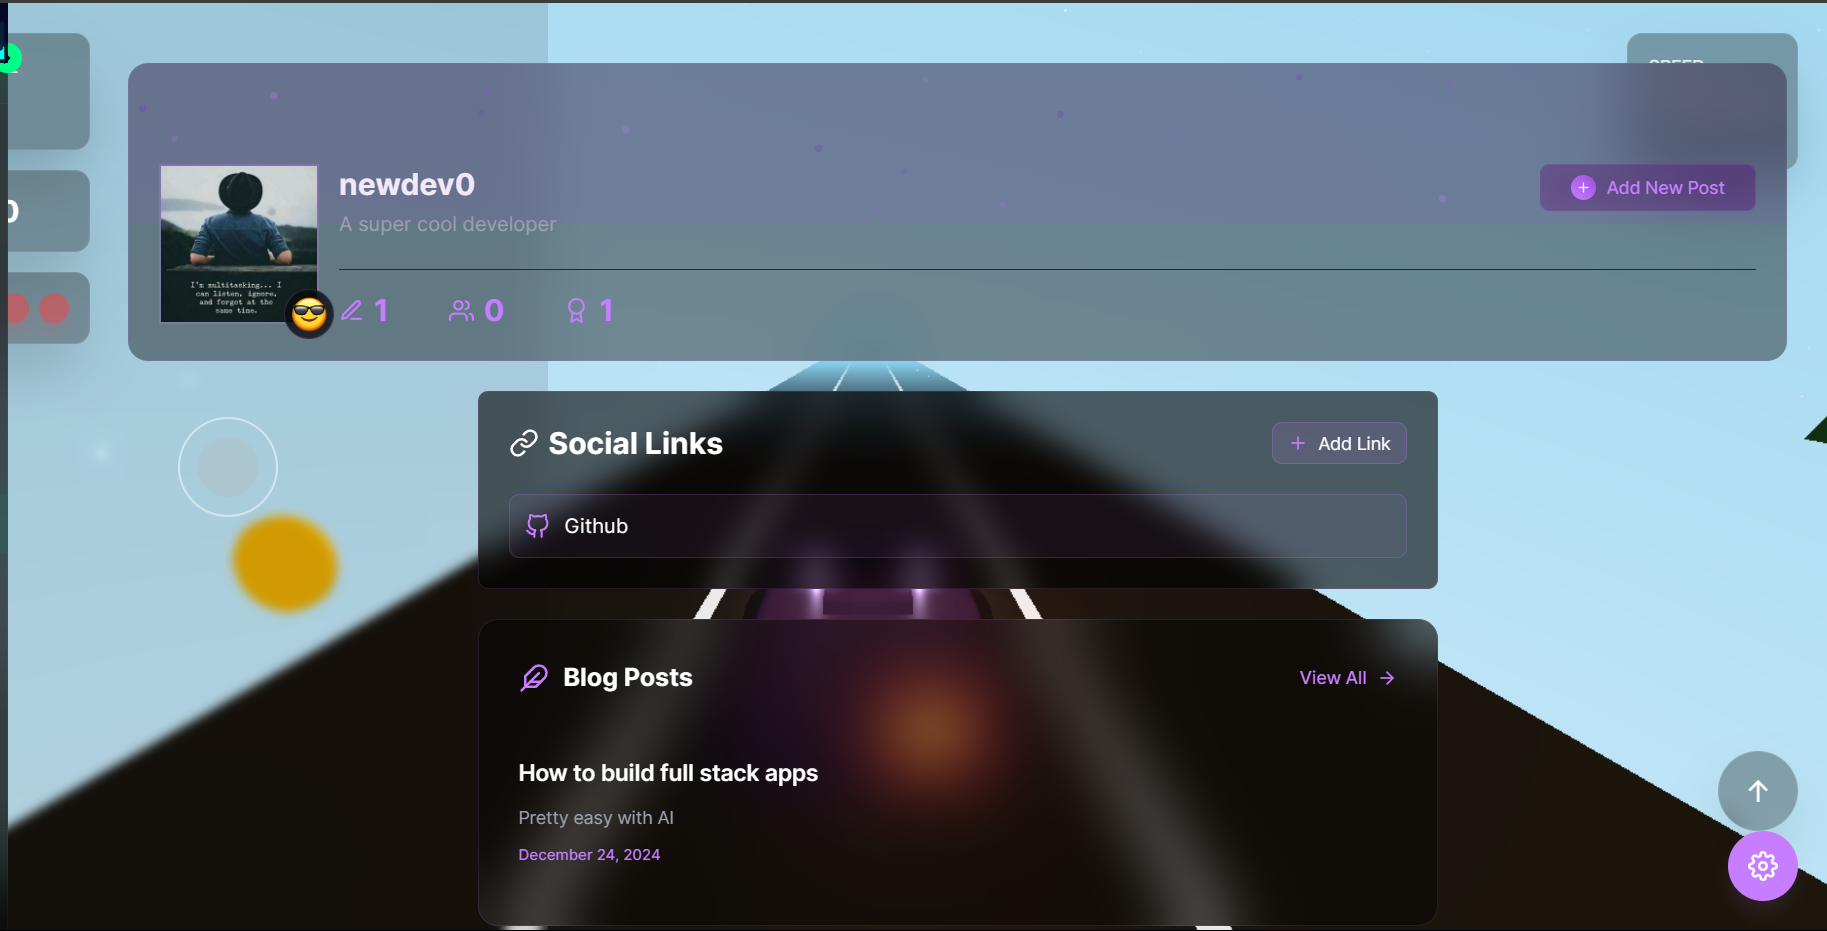 SPEED
0
newdev0
A super cool developer
Add New Post
I'm multitasking... I
can listen, ignore,
and forget at the
same time.
1
0
1
Social Links
Add Link
Github
Blog Posts
View All
How to build full stack apps
Pretty easy with AI
December 24, 2024